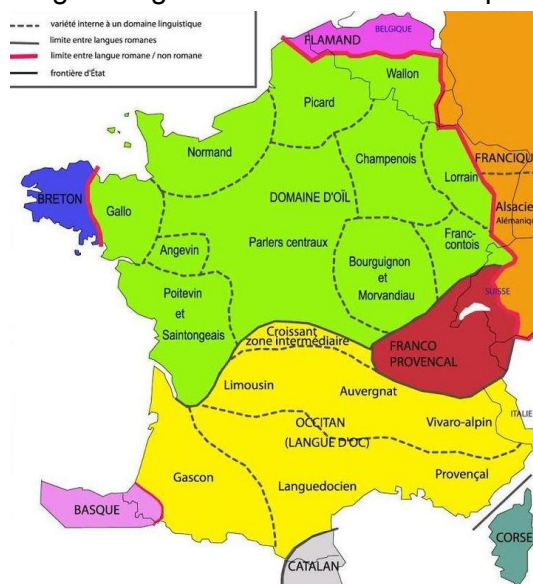 variété interne à un domaine linguistique
limite entre langues romanes
limite entre langue romane / non romane
frontière d'État
BELGIQUE
FLAMAND
Wallon
Picard
Normand
Champenois
FRANCIQUE
Lorrain
BRETON
DOMAINE D'OÏL
Alsacien
Alémanique
Gallo
Franc-
comtois
Angevin
Parlers centraux
Bourguignon
et
Morvandiau
Poitevin
et
Saintongeais
SUISSE
Croissant
zone intermédiaire
FRANCO
PROVENCAL
Limousin
Auvergnat
ITALIE
OCCITAN
(LANGUE D'OC)
Vivaro-alpin
Gascon
Languedocien
Provençal
BASQUE
CORSE
CATALAN